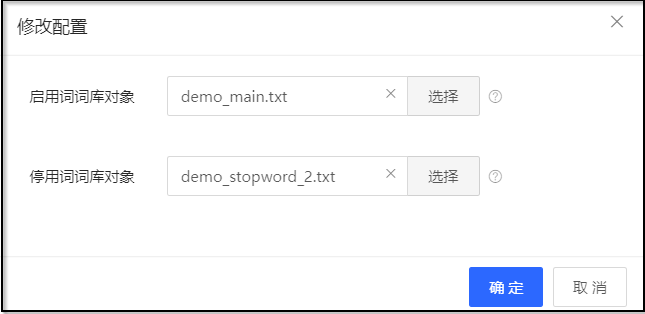 修改配置
启用词词库对象 demo_main.txt 选择
停用词词库对象 demo_stopword_2.txt 选择
确 定 取 消